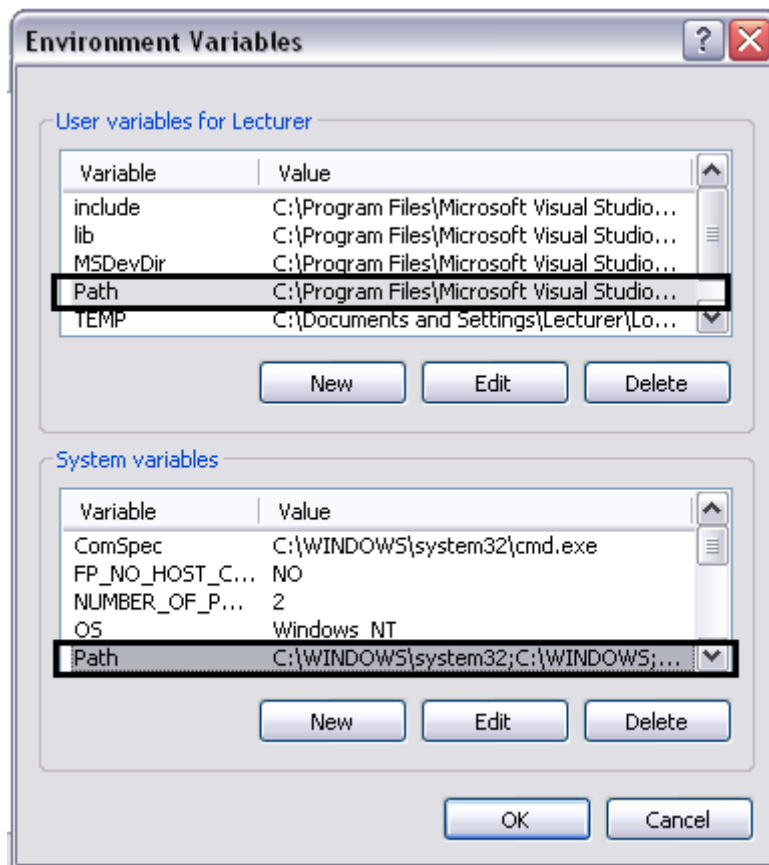 Environment Variables ?
User variables for Lecturer
Variable Value
include C:\Program Files\Microsoft Visual Studio...
lib C:\Program Files\Microsoft Visual Studio...
MSDevDir C:\Program Files\Microsoft Visual Studio...
Path C:\Program Files\Microsoft Visual Studio...
TEMP C:\Documents and Settings\Lecturer\Lo...
New Edit Delete
System variables
Variable Value
ComSpec C:\WINDOWS\system32\cmd.exe
FP_NO_HOST_C... NO
NUMBER_OF_P... 2
OS Windows_NT
Path C:\WINDOWS\system32;C:\WINDOWS;...
New Edit Delete
OK Cancel